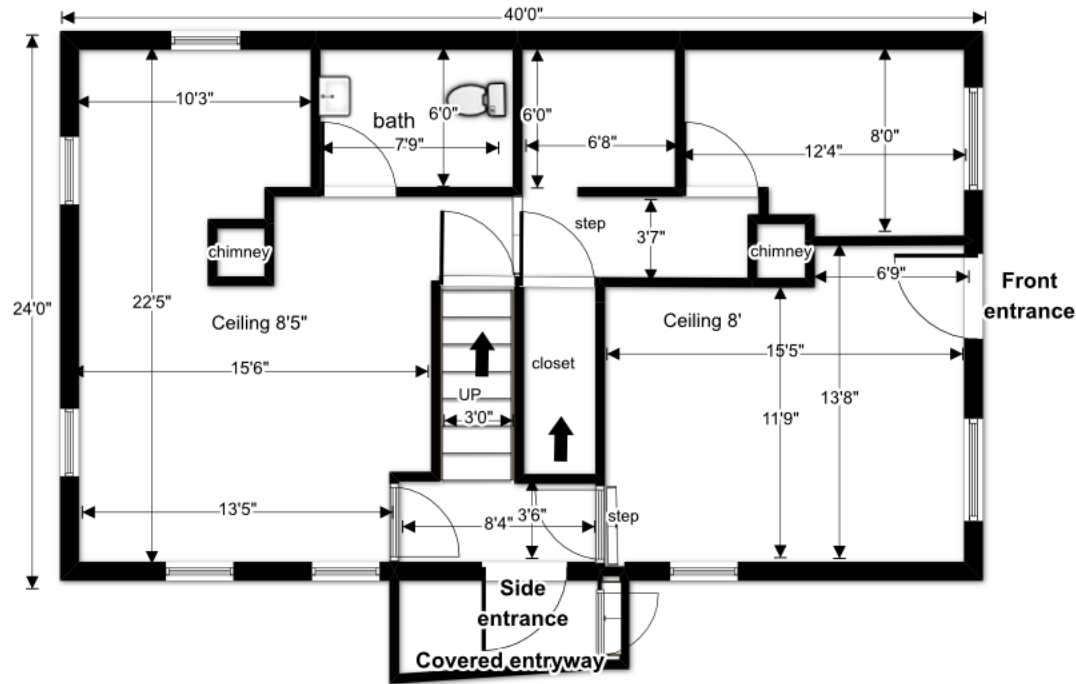 40'0"
10'3"
bath
6'0"
7'9"
6'0"
6'8"
8'0"
12'4"
step
3'7"
chimney
chimney
6'9"
Front
entrance
24'0"
22'5"
Ceiling 8'5"
Ceiling 8'
15'6"
closet
15'5"
UP
3'0"
13'8"
11'9"
13'5"
8'4"
3'6"
step
Side
entrance
Covered entryway